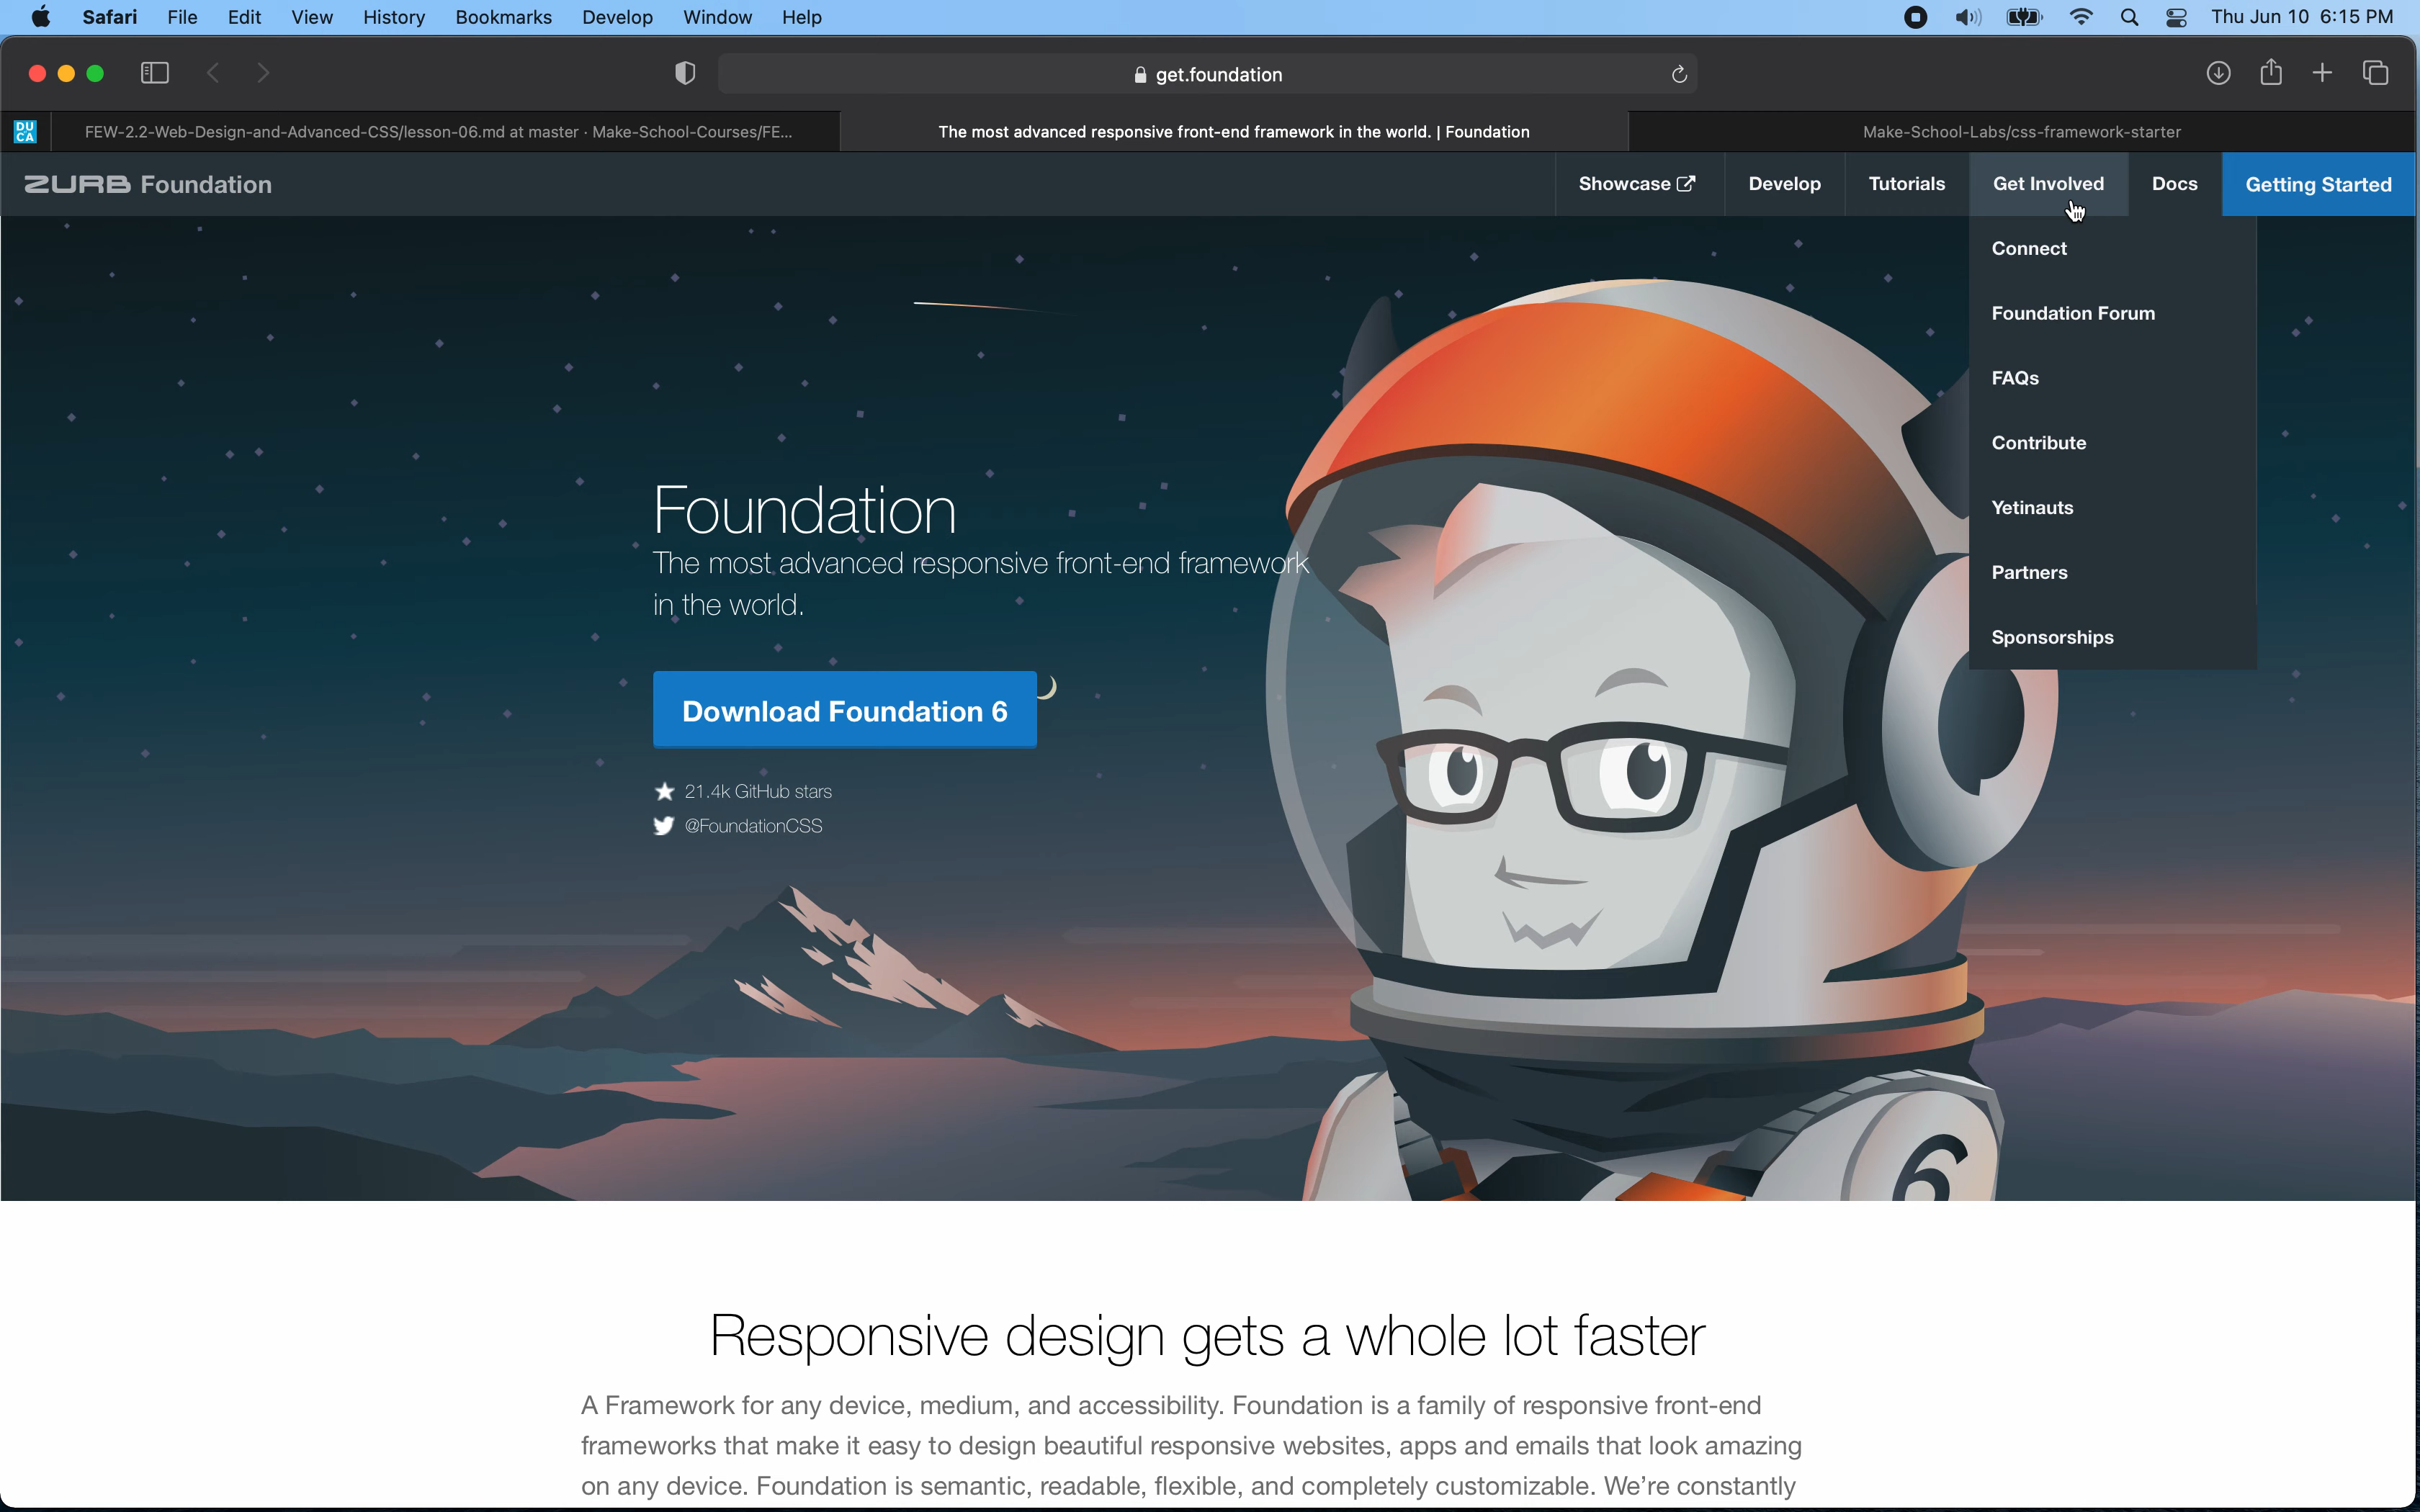 Safari File Edit View History Bookmarks Develop Window Help Thu Jun 10 6:15 PM
get.foundation
DUCA FEW-2.2-Web-Design-and-Advanced-CSS/lesson-06.md at master · Make-School-Courses/FE... The most advanced responsive front-end framework in the world. | Foundation Make-School-Labs/css-framework-starter
ZURB Foundation Showcase Develop Tutorials Get Involved Docs Getting Started
Connect
Foundation Forum
FAQs
Contribute
Yetinauts
Partners
Sponsorships
Foundation
The most advanced responsive front-end framework
in the world.
Download Foundation 6
21.4k GitHub stars
@FoundationCSS
6
Responsive design gets a whole lot faster
A Framework for any device, medium, and accessibility. Foundation is a family of responsive front-end
frameworks that make it easy to design beautiful responsive websites, apps and emails that look amazing
on any device. Foundation is semantic, readable, flexible, and completely customizable. We’re constantly